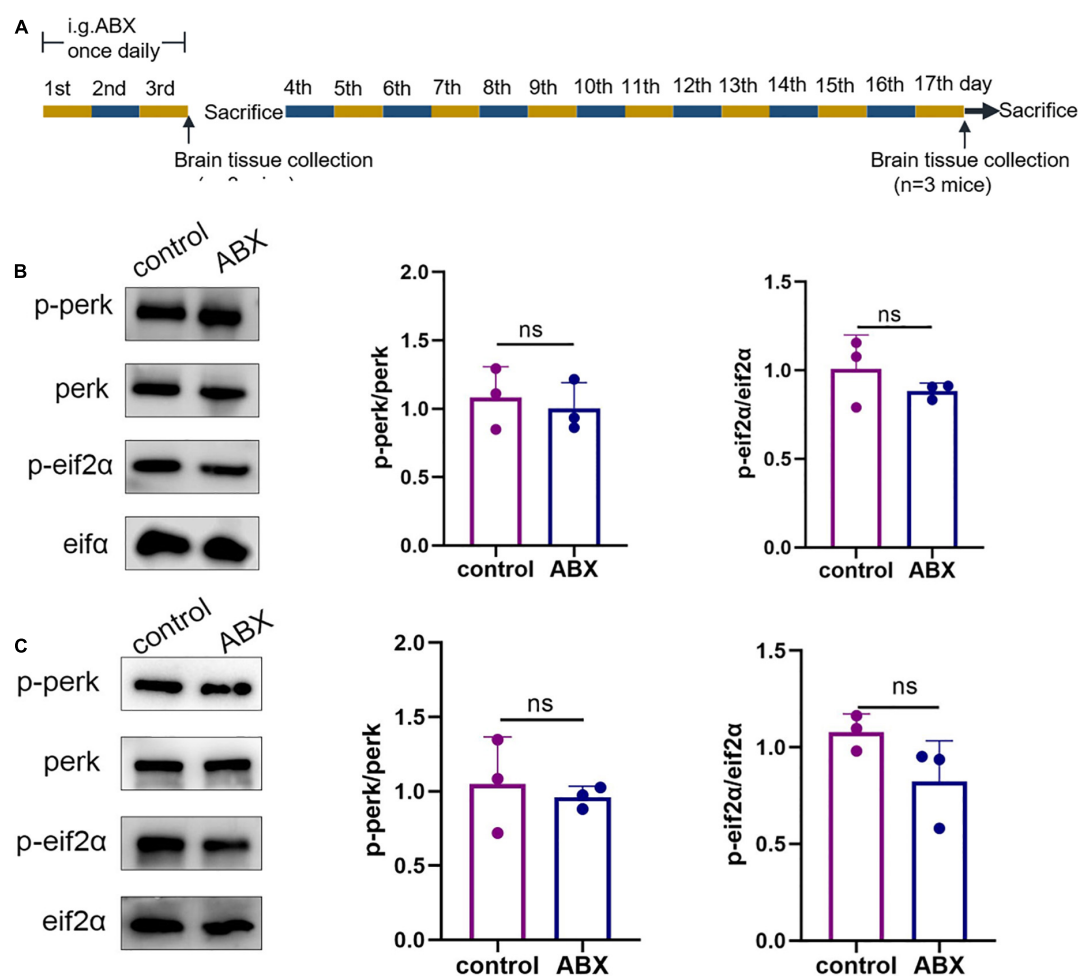 A
i.g.ABX
once daily
1st 2nd 3rd 4th 5th 6th 7th 8th 9th 10th 11th 12th 13th 14th 15th 16th 17th day
Sacrifice
Sacrifice
Brain tissue collection
Brain tissue collection
(n=3 mice)
B
control ABX
p-perk
perk
p-eif2α
eifα
2.0
1.5
1.0
0.5
0.0
p-perk/perk
ns
control ABX
1.5
1.0
0.5
0.0
p-eif2α/eif2α
ns
control ABX
C
control ABX
p-perk
perk
p-eif2α
eif2α
2.0
1.5
1.0
0.5
0.0
p-perk/perk
ns
control ABX
1.5
1.0
0.5
0.0
p-eif2α/eif2α
ns
control ABX